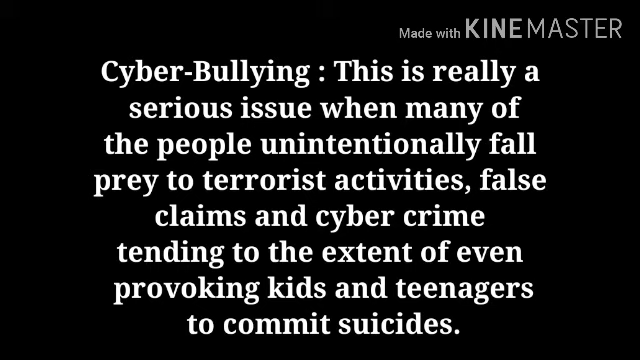 Made with KINEMASTER
Cyber-Bullying : This is really a
serious issue when many of
the people unintentionally fall
prey to terrorist activities, false
claims and cyber crime
tending to the extent of even
provoking kids and teenagers
to commit suicides.